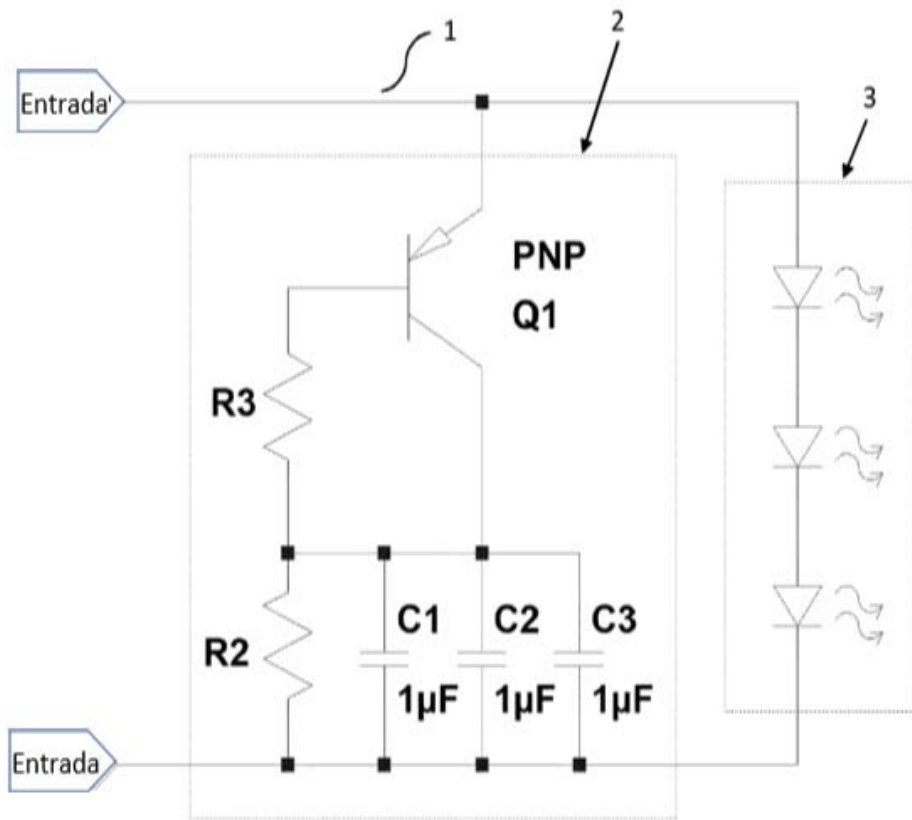 1
2
Entrada'
3
PNP
Q1
R3
R2
C1
C2
C3
1µF
1µF
1µF
Entrada